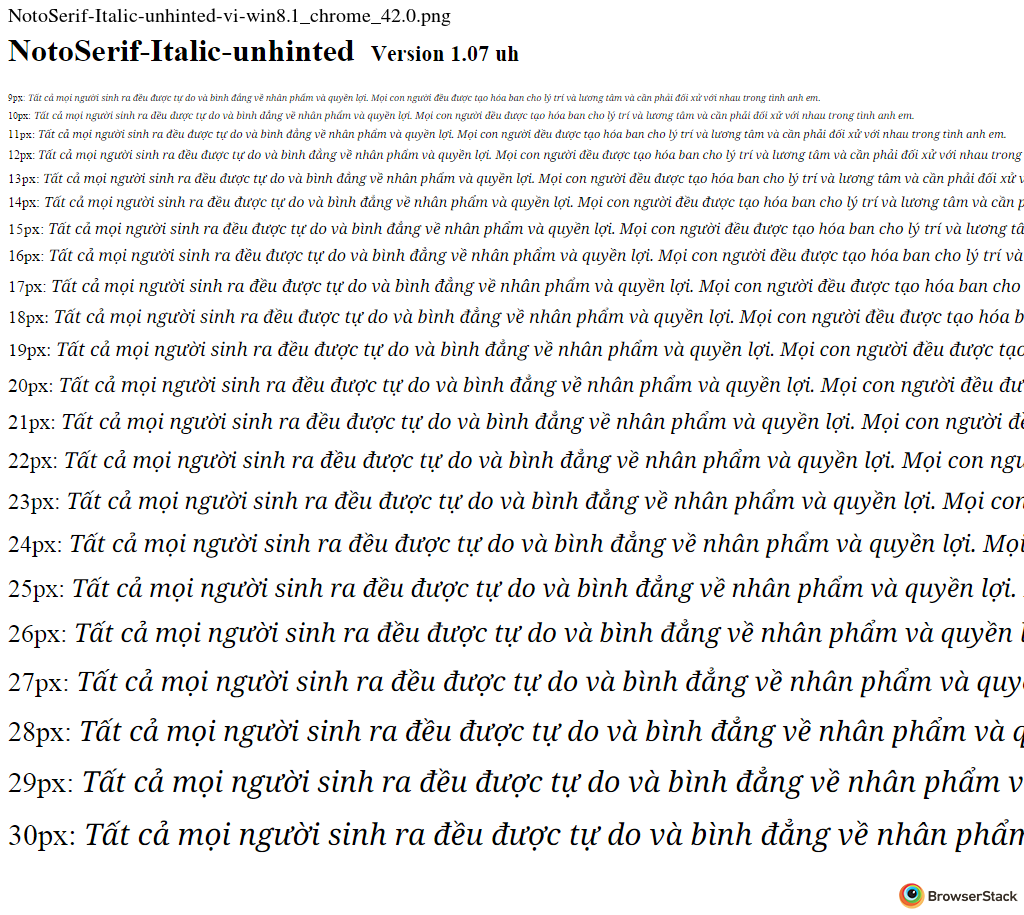 NotoSerif-Italic-unhinted-vi-win8.1_chrome_42.0.png
NotoSerif-Italic-unhinted Version 1.07 uh
9px: Tất cả mọi người sinh ra đều được tự do và bình đẳng về nhân phẩm và quyền lợi. Mọi con người đều được tạo hóa ban cho lý trí và lương tâm và cần phải đối xử với nhau trong tình anh em.
10px: Tất cả mọi người sinh ra đều được tự do và bình đẳng về nhân phẩm và quyền lợi. Mọi con người đều được tạo hóa ban cho lý trí và lương tâm và cần phải đối xử với nhau trong tình anh em.
11px: Tất cả mọi người sinh ra đều được tự do và bình đẳng về nhân phẩm và quyền lợi. Mọi con người đều được tạo hóa ban cho lý trí và lương tâm và cần phải đối xử với nhau trong tình anh em.
12px: Tất cả mọi người sinh ra đều được tự do và bình đẳng về nhân phẩm và quyền lợi. Mọi con người đều được tạo hóa ban cho lý trí và lương tâm và cần phải đối xử với nhau trong
13px: Tất cả mọi người sinh ra đều được tự do và bình đẳng về nhân phẩm và quyền lợi. Mọi con người đều được tạo hóa ban cho lý trí và lương tâm và cần phải đối xử v
14px: Tất cả mọi người sinh ra đều được tự do và bình đẳng về nhân phẩm và quyền lợi. Mọi con người đều được tạo hóa ban cho lý trí và lương tâm và cần p
15px: Tất cả mọi người sinh ra đều được tự do và bình đẳng về nhân phẩm và quyền lợi. Mọi con người đều được tạo hóa ban cho lý trí và lương tâ
16px: Tất cả mọi người sinh ra đều được tự do và bình đẳng về nhân phẩm và quyền lợi. Mọi con người đều được tạo hóa ban cho lý trí và
17px: Tất cả mọi người sinh ra đều được tự do và bình đẳng về nhân phẩm và quyền lợi. Mọi con người đều được tạo hóa ban cho
18px: Tất cả mọi người sinh ra đều được tự do và bình đẳng về nhân phẩm và quyền lợi. Mọi con người đều được tạo hóa b
19px: Tất cả mọi người sinh ra đều được tự do và bình đẳng về nhân phẩm và quyền lợi. Mọi con người đều được tạo
20px: Tất cả mọi người sinh ra đều được tự do và bình đẳng về nhân phẩm và quyền lợi. Mọi con người đều đư
21px: Tất cả mọi người sinh ra đều được tự do và bình đẳng về nhân phẩm và quyền lợi. Mọi con người đề
22px: Tất cả mọi người sinh ra đều được tự do và bình đẳng về nhân phẩm và quyền lợi. Mọi con ngư
23px: Tất cả mọi người sinh ra đều được tự do và bình đẳng về nhân phẩm và quyền lợi. Mọi con
24px: Tất cả mọi người sinh ra đều được tự do và bình đẳng về nhân phẩm và quyền lợi. Mọi
25px: Tất cả mọi người sinh ra đều được tự do và bình đẳng về nhân phẩm và quyền lợi.
26px: Tất cả mọi người sinh ra đều được tự do và bình đẳng về nhân phẩm và quyền l
27px: Tất cả mọi người sinh ra đều được tự do và bình đẳng về nhân phẩm và quy
28px: Tất cả mọi người sinh ra đều được tự do và bình đẳng về nhân phẩm và q
29px: Tất cả mọi người sinh ra đều được tự do và bình đẳng về nhân phẩm v
30px: Tất cả mọi người sinh ra đều được tự do và bình đẳng về nhân phẩm
BrowserStack